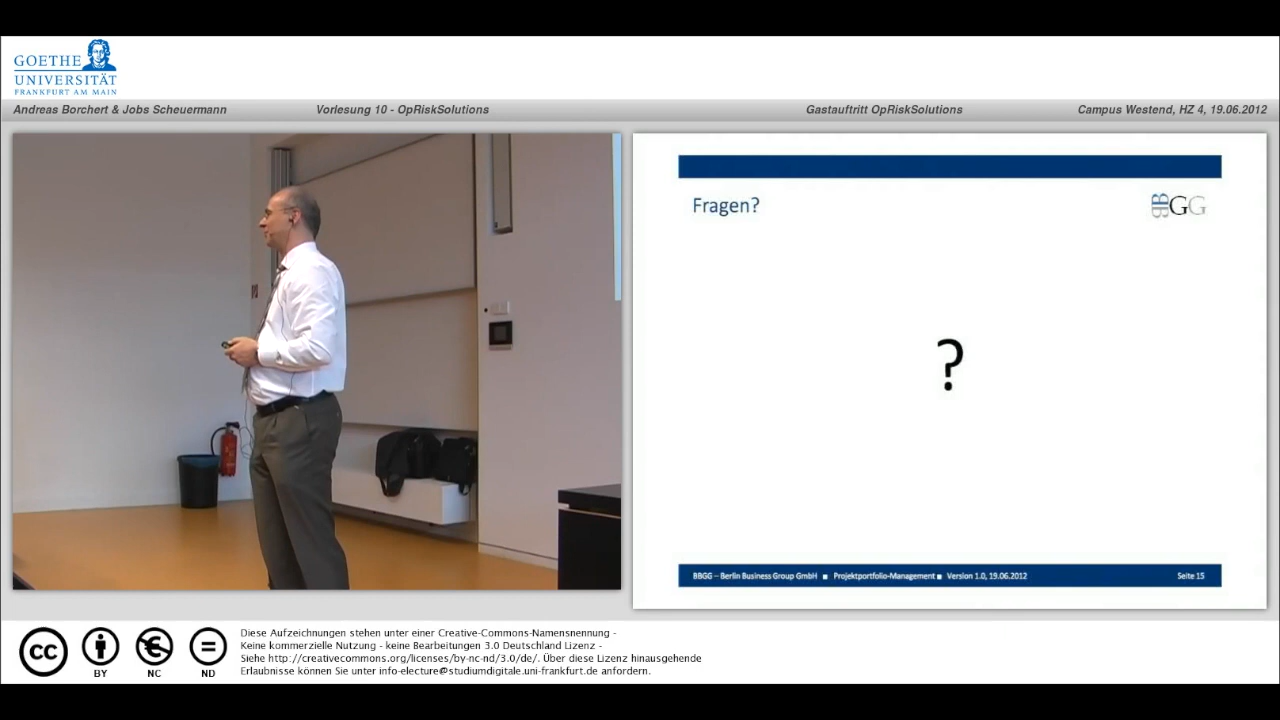 GOETHE
UNIVERSITÄT
FRANKFURT AM MAIN
Andreas Borchert & Jobs Scheuermann Vorlesung 10 - OpRiskSolutions Gastauftritt OpRiskSolutions Campus Westend, HZ 4, 19.06.2012
Fragen?
BBGG
?
BBGG – Berlin Business Group GmbH ■ Projektportfolio-Management ■ Version 1.0, 19.06.2012 Seite 15
cc
BY NC ND
Diese Aufzeichnungen stehen unter einer Creative-Commons-Namensnennung -
Keine kommerzielle Nutzung - keine Bearbeitungen 3.0 Deutschland Lizenz -
Siehe http://creativecommons.org/licenses/by-nc-nd/3.0/de/. Über diese Lizenz hinausgehende
Erlaubnisse können Sie unter info-electure@studiumdigitale.uni-frankfurt.de anfordern.